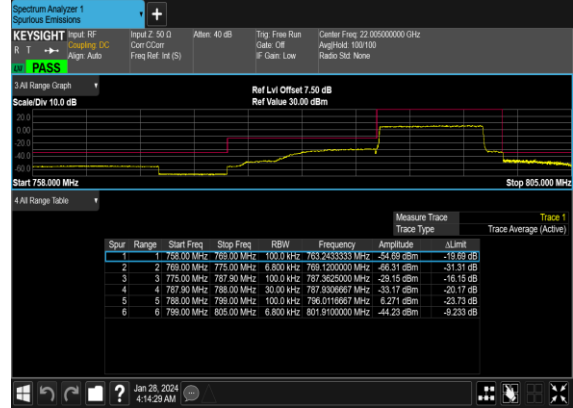 Spectrum Analyzer 1
Spurious Emissions
+
KEYSIGHT Input: RF Input Z: 50 Ω Atten: 40 dB Trig: Free Run Center Freq: 22.005000000 GHz
R T Coupling: DC Corr CCorr Gate: Off Avg|Hold: 100/100
Align: Auto Freq Ref: Int (S) IF Gain: Low Radio Std: None
PASS
3.All Range Graph
Ref Lvl Offset 7.50 dB
Scale/Div 10.0 dB Ref Value 30.00 dBm
20.0
0.00
-20.0
-40.0
-60.0
Start 758.000 MHz Stop 805.000 MHz
4.All Range Table
Measure Trace Trace 1
Trace Type Trace Average (Active)
Spur Range Start Freq Stop Freq RBW Frequency Amplitude ΔLimit
1 1 758.00 MHz 769.00 MHz 100.0 kHz 763.2433333 MHz -54.69 dBm -19.69 dB
2 2 769.00 MHz 775.00 MHz 6.800 kHz 769.1200000 MHz -66.31 dBm -31.31 dB
3 3 775.00 MHz 787.90 MHz 100.0 kHz 787.3625000 MHz -29.15 dBm -16.15 dB
4 4 787.90 MHz 788.00 MHz 30.00 kHz 787.9306667 MHz -33.17 dBm -20.17 dB
5 5 788.00 MHz 799.00 MHz 100.0 kHz 796.0116667 MHz 6.271 dBm -23.73 dB
6 6 799.00 MHz 805.00 MHz 6.800 kHz 801.9100000 MHz -44.23 dBm -9.233 dB
? Jan 28, 2024
4:14:29 AM